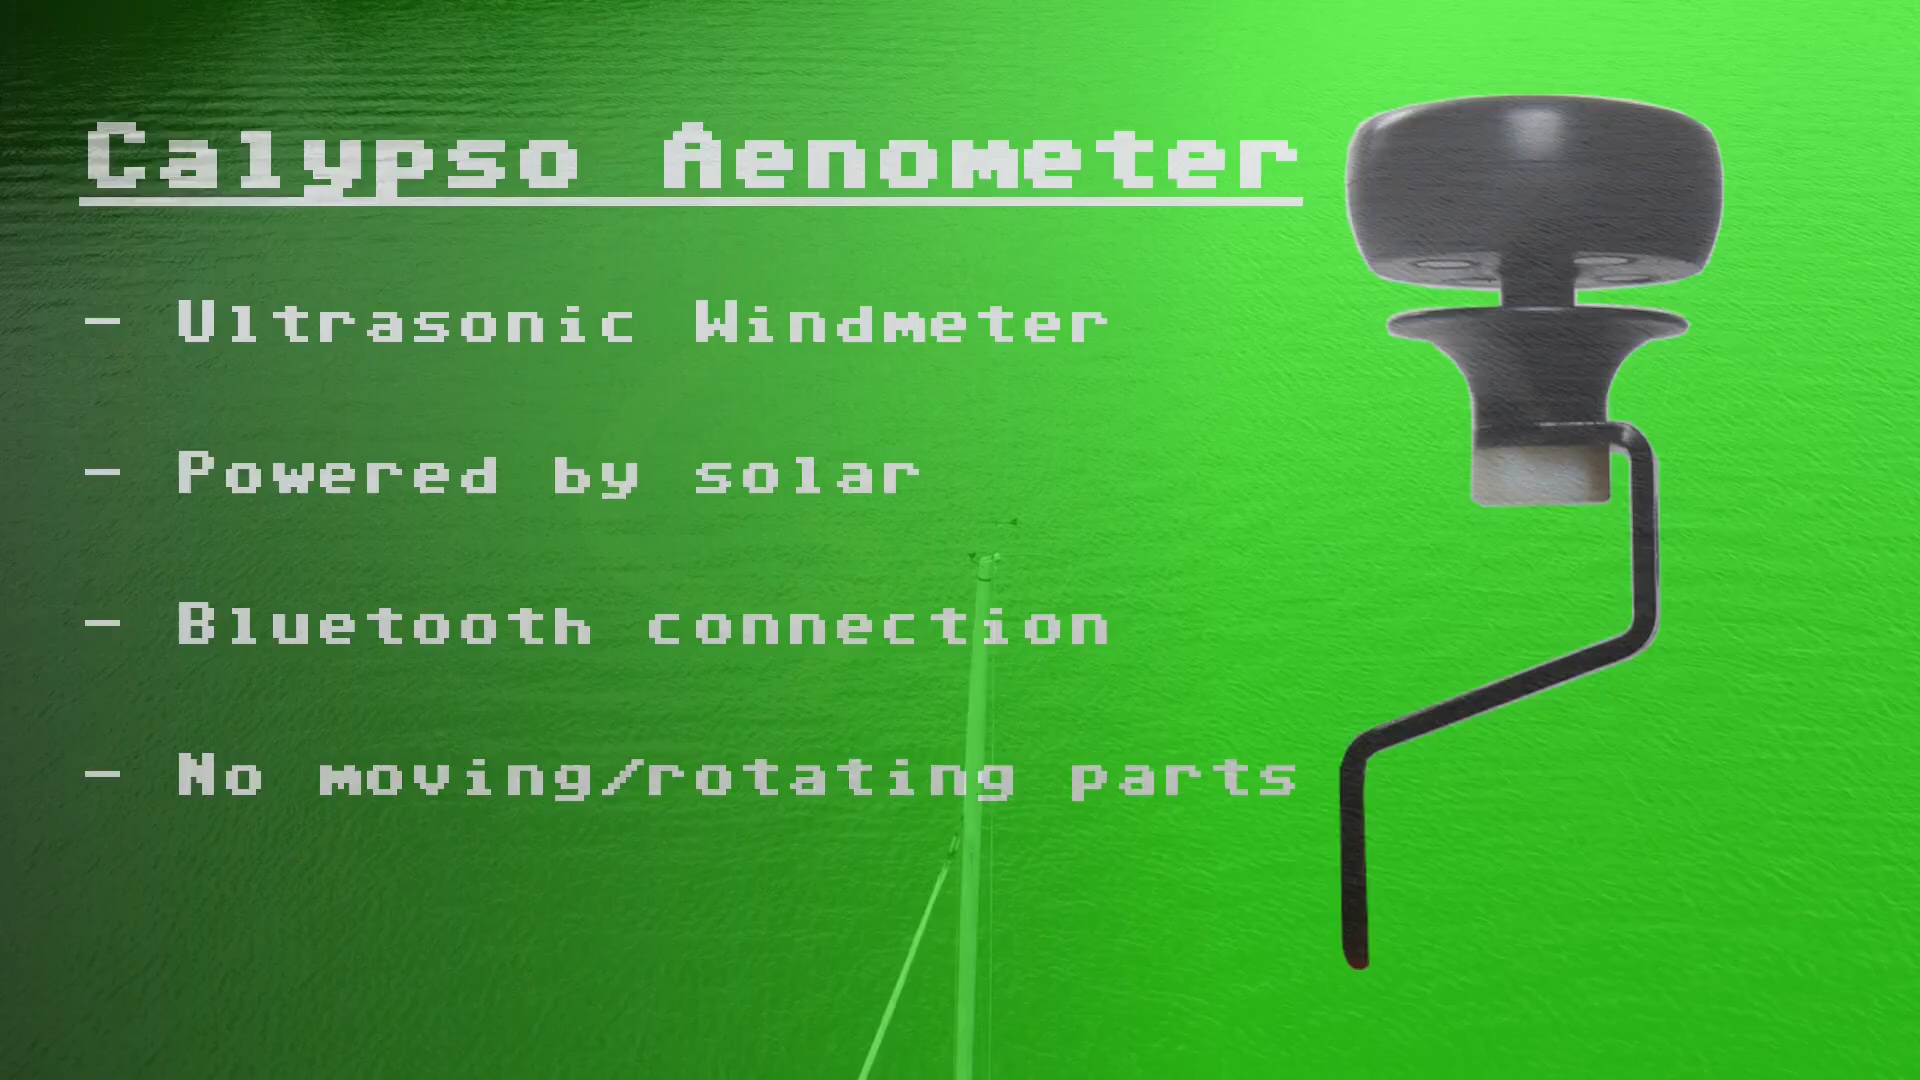 Calypso Aenometer
- Ultrasonic Windmeter
- Powered by solar
- Bluetooth connection
- No moving/rotating parts